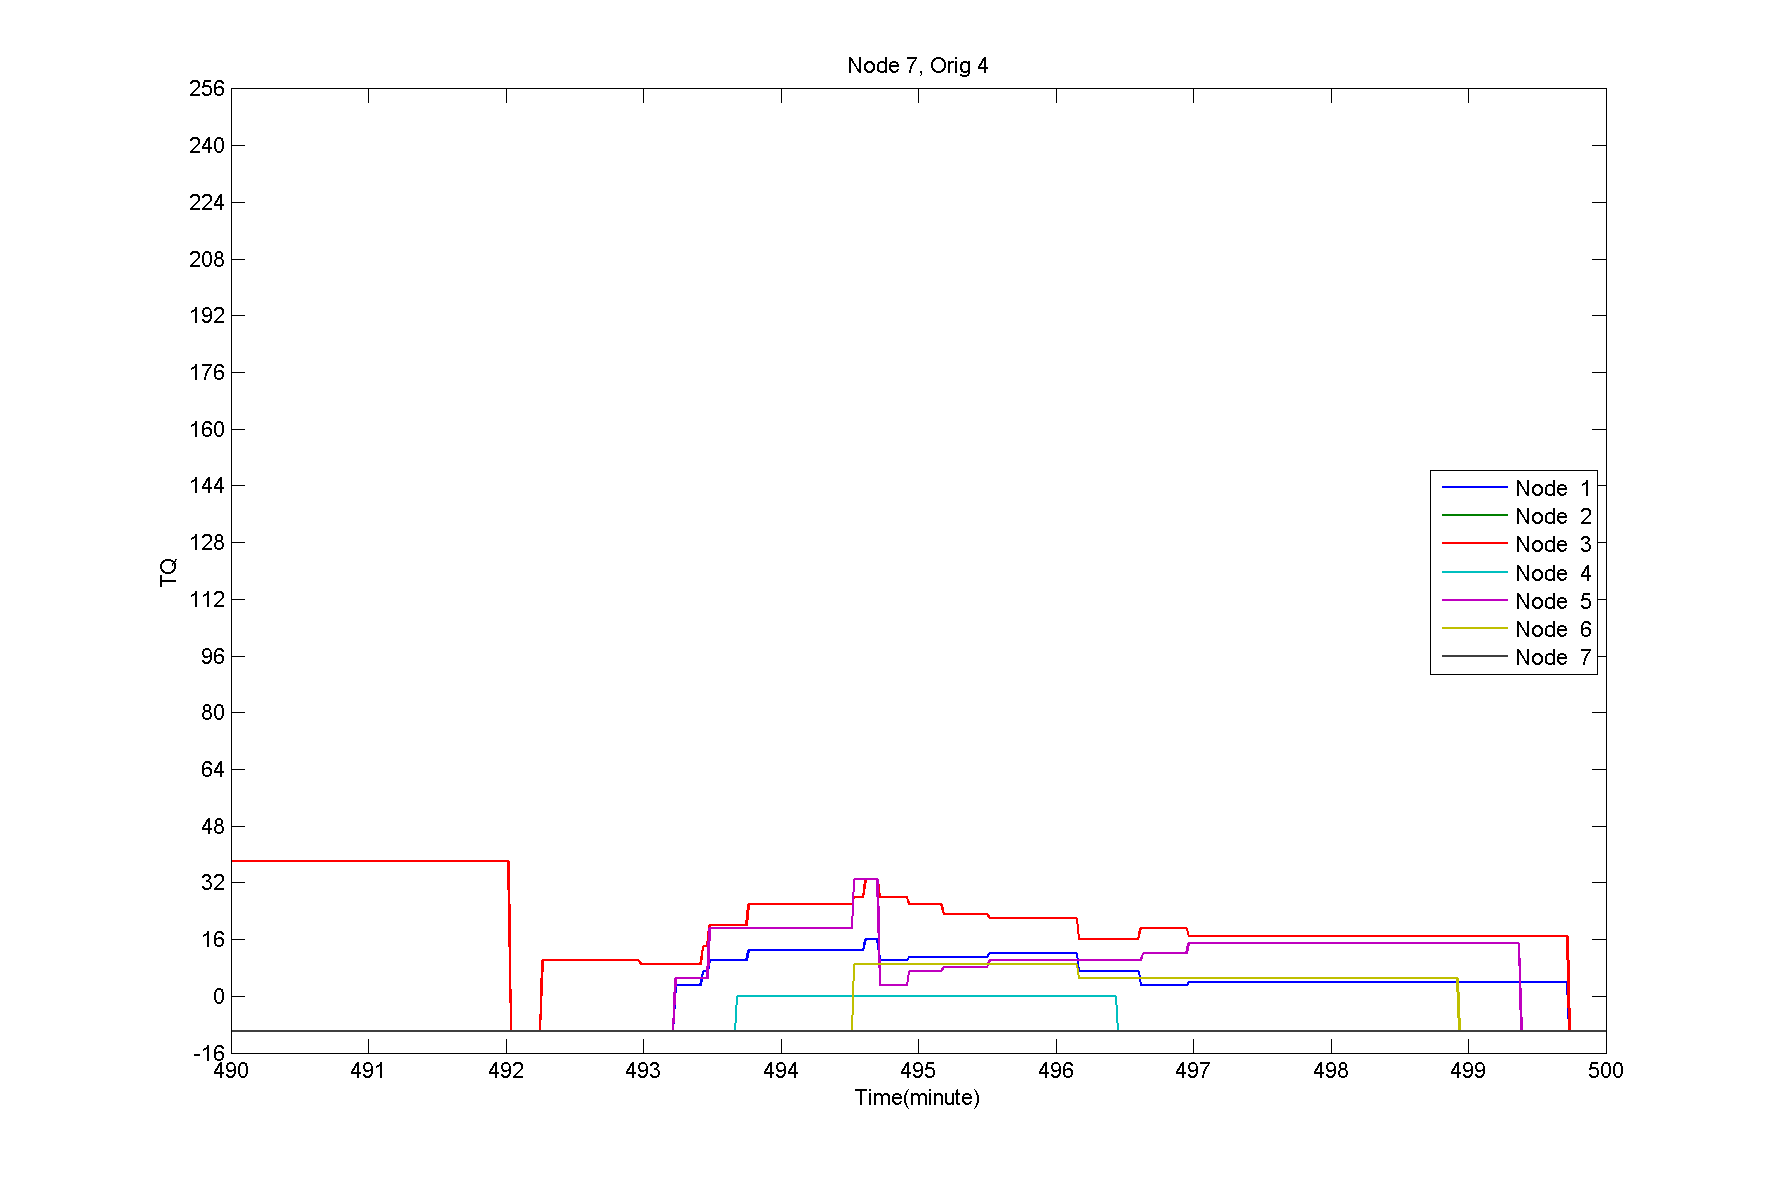 Node 7, Orig 4
256
240
224
208
192
176
160
144
128
112
96
80
64
48
32
16
0
-16
TQ
Node 1
Node 2
Node 3
Node 4
Node 5
Node 6
Node 7
490 491 492 493 494 495 496 497 498 499 500
Time(minute)